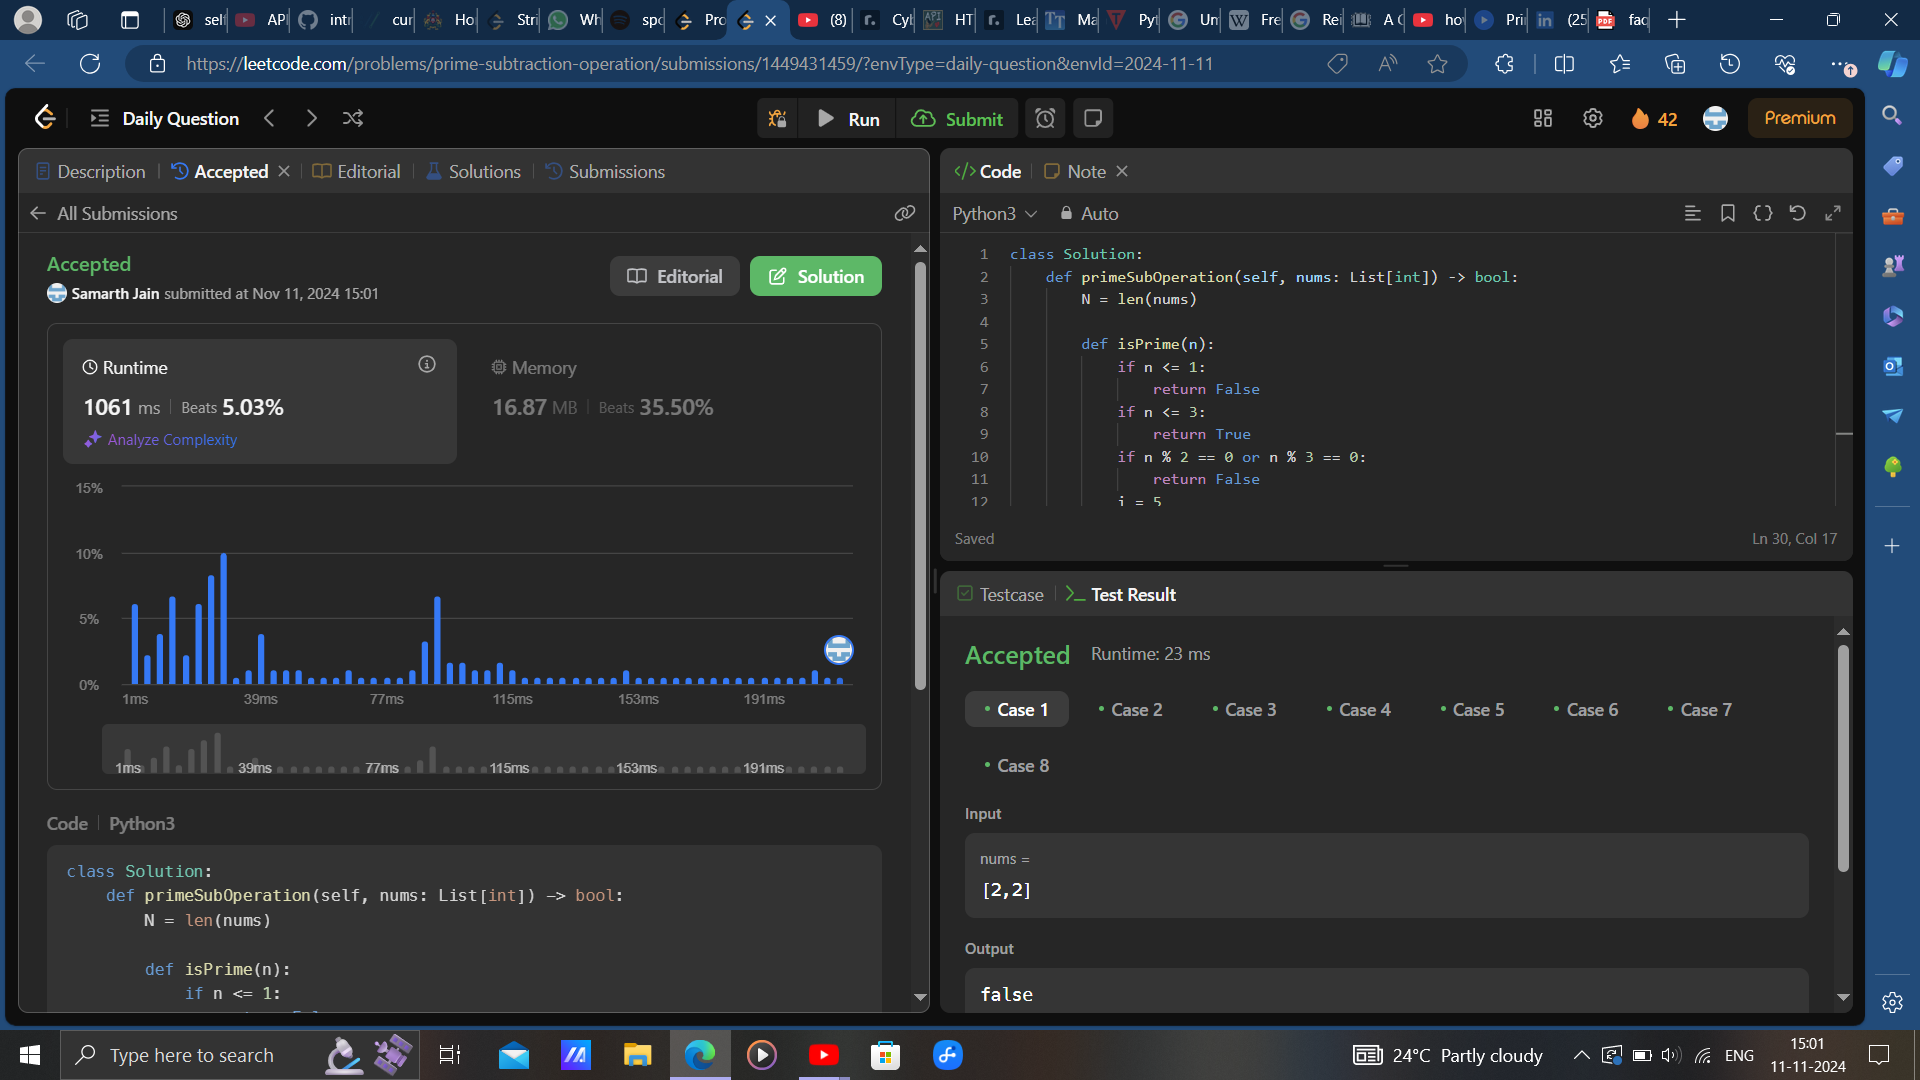 self
API
intr
cur
Ho
Stri
Wh
spo
Pro
(8)
Cyb
HT
Lea
Ma
Pyt
Un
Fre
Rei
A C
ho
Pri
(25
faq
https://leetcode.com/problems/prime-subtraction-operation/submissions/1449431459/?envType=daily-question&envId=2024-11-11
Daily Question
Run
Submit
42
Premium
Description
Accepted
Editorial
Solutions
Submissions
All Submissions
Accepted
Samarth Jain submitted at Nov 11, 2024 15:01
Editorial
Solution
Runtime
1061 ms
Beats 5.03%
Analyze Complexity
Memory
16.87 MB
Beats 35.50%
15%
10%
5%
0%
1ms
39ms
77ms
115ms
153ms
191ms
1ms
39ms
77ms
115ms
153ms
191ms
Code
Python3
class Solution:
def primeSubOperation(self, nums: List[int]) -> bool:
N = len(nums)
def isPrime(n):
if n <= 1:
Code
Note
Python3
Auto
1 class Solution:
2 def primeSubOperation(self, nums: List[int]) -> bool:
3 N = len(nums)
4
5 def isPrime(n):
6 if n <= 1:
7 return False
8 if n <= 3:
9 return True
10 if n % 2 == 0 or n % 3 == 0:
11 return False
12 i = 5
Saved
Ln 30, Col 17
Testcase
Test Result
Accepted
Runtime: 23 ms
Case 1
Case 2
Case 3
Case 4
Case 5
Case 6
Case 7
Case 8
Input
nums =
[2,2]
Output
false
Type here to search
24°C Partly cloudy
ENG
15:01
11-11-2024